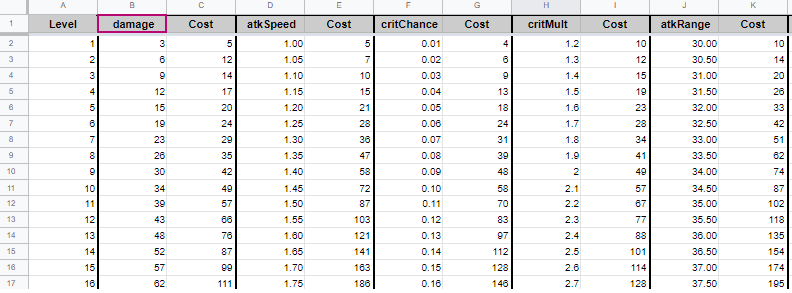 A B C D E F G H I J K
1 Level damage Cost atkSpeed Cost critChance Cost critMult Cost atkRange Cost
2 1 3 5 1.00 5 0.01 4 1.2 10 30.00 10
3 2 6 12 1.05 7 0.02 6 1.3 12 30.50 14
4 3 9 14 1.10 10 0.03 9 1.4 15 31.00 20
5 4 12 17 1.15 15 0.04 13 1.5 19 31.50 26
6 5 15 20 1.20 21 0.05 18 1.6 23 32.00 33
7 6 19 24 1.25 28 0.06 24 1.7 28 32.50 42
8 7 23 29 1.30 36 0.07 31 1.8 34 33.00 51
9 8 26 35 1.35 47 0.08 39 1.9 41 33.50 62
10 9 30 42 1.40 58 0.09 48 2 49 34.00 74
11 10 34 49 1.45 72 0.10 58 2.1 57 34.50 87
12 11 39 57 1.50 87 0.11 70 2.2 67 35.00 102
13 12 43 66 1.55 103 0.12 83 2.3 77 35.50 118
14 13 48 76 1.60 121 0.13 97 2.4 88 36.00 135
15 14 52 87 1.65 141 0.14 112 2.5 101 36.50 154
16 15 57 99 1.70 163 0.15 128 2.6 114 37.00 174
17 16 62 111 1.75 186 0.16 146 2.7 128 37.50 195